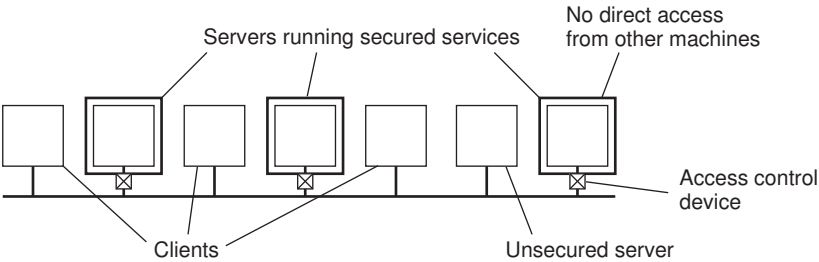 No direct access
from other machines
Servers running secured services
Access control
device
Clients
Unsecured server